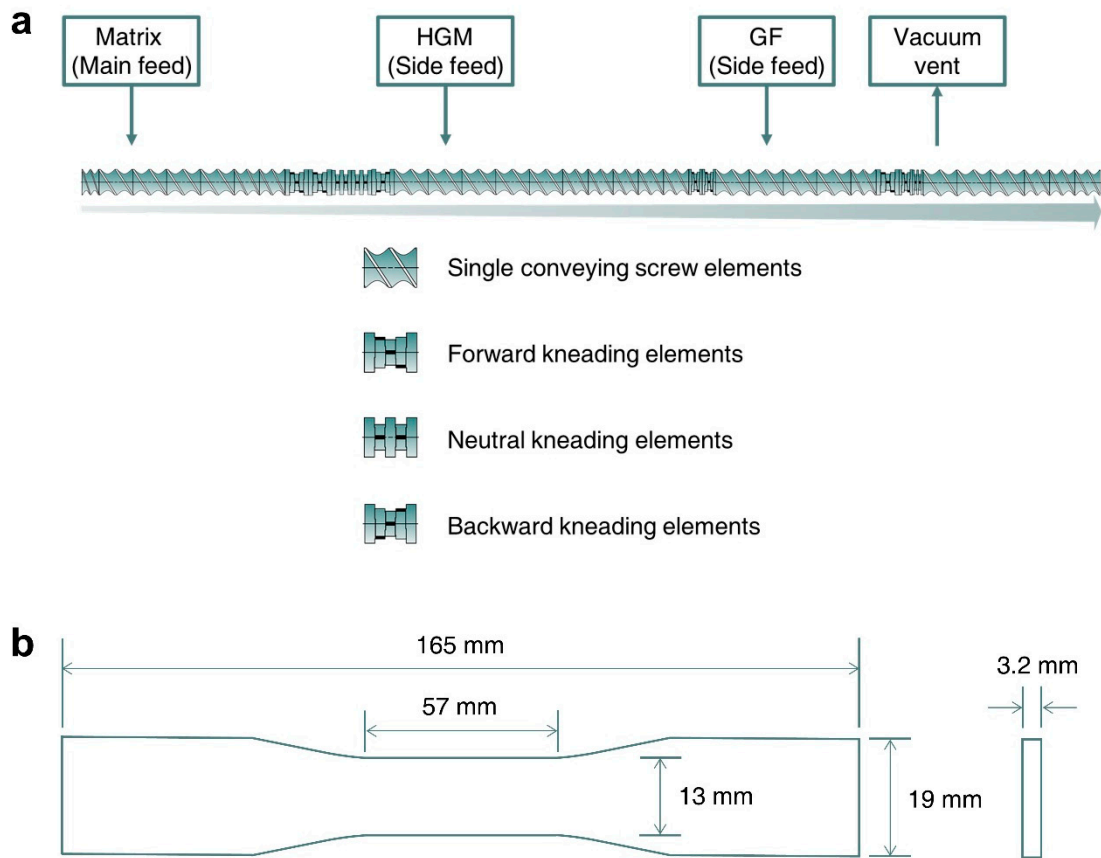 a
Matrix
(Main feed)
HGM
(Side feed)
GF
(Side feed)
Vacuum
vent
Single conveying screw elements
Forward kneading elements
Neutral kneading elements
Backward kneading elements
b
165 mm
57 mm
13 mm
19 mm
3.2 mm